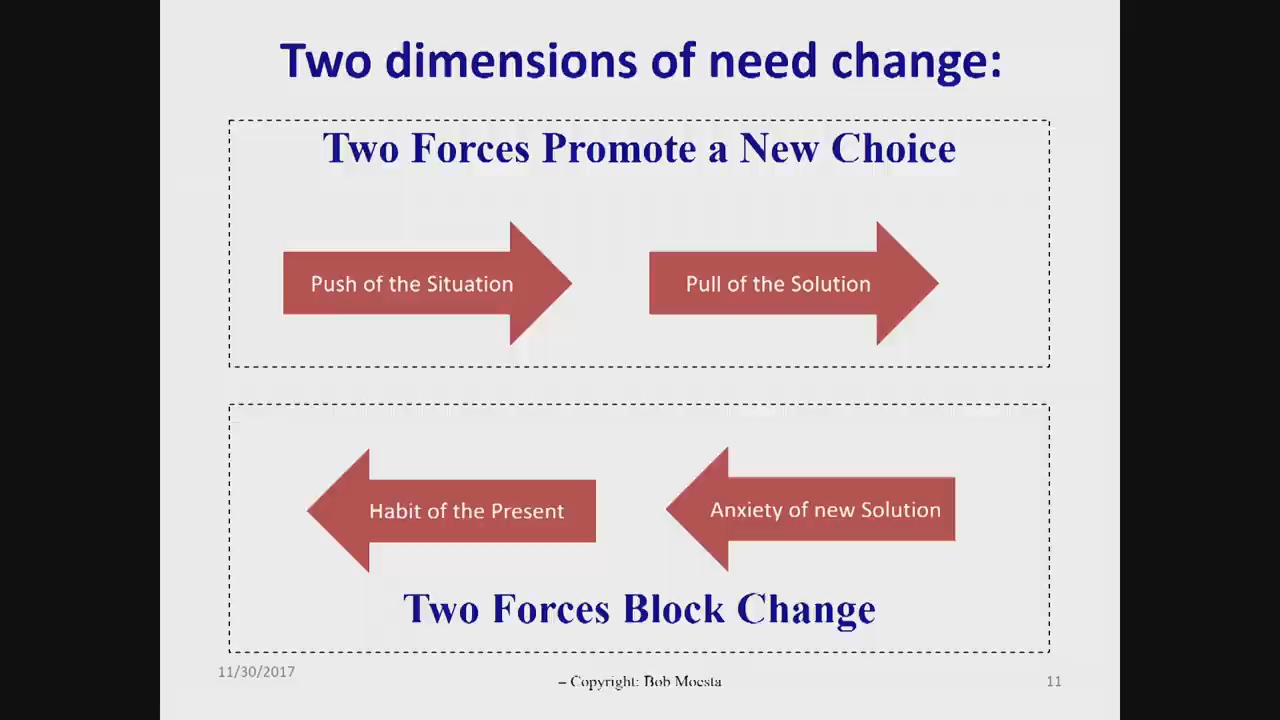 Two dimensions of need change:
Two Forces Promote a New Choice
Push of the Situation
Pull of the Solution
Habit of the Present
Anxiety of new Solution
Two Forces Block Change
11/30/2017
– Copyright: Bob Moesta
11